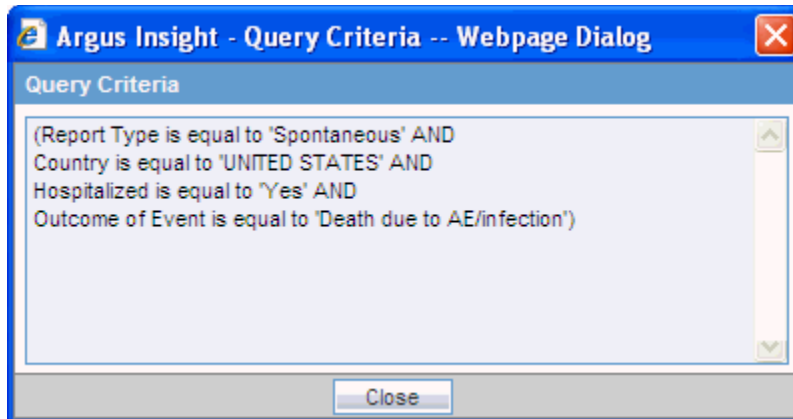 Argus Insight - Query Criteria -- Webpage Dialog
Query Criteria
(Report Type is equal to 'Spontaneous' AND
Country is equal to 'UNITED STATES' AND
Hospitalized is equal to 'Yes' AND
Outcome of Event is equal to 'Death due to AE/infection')
Close